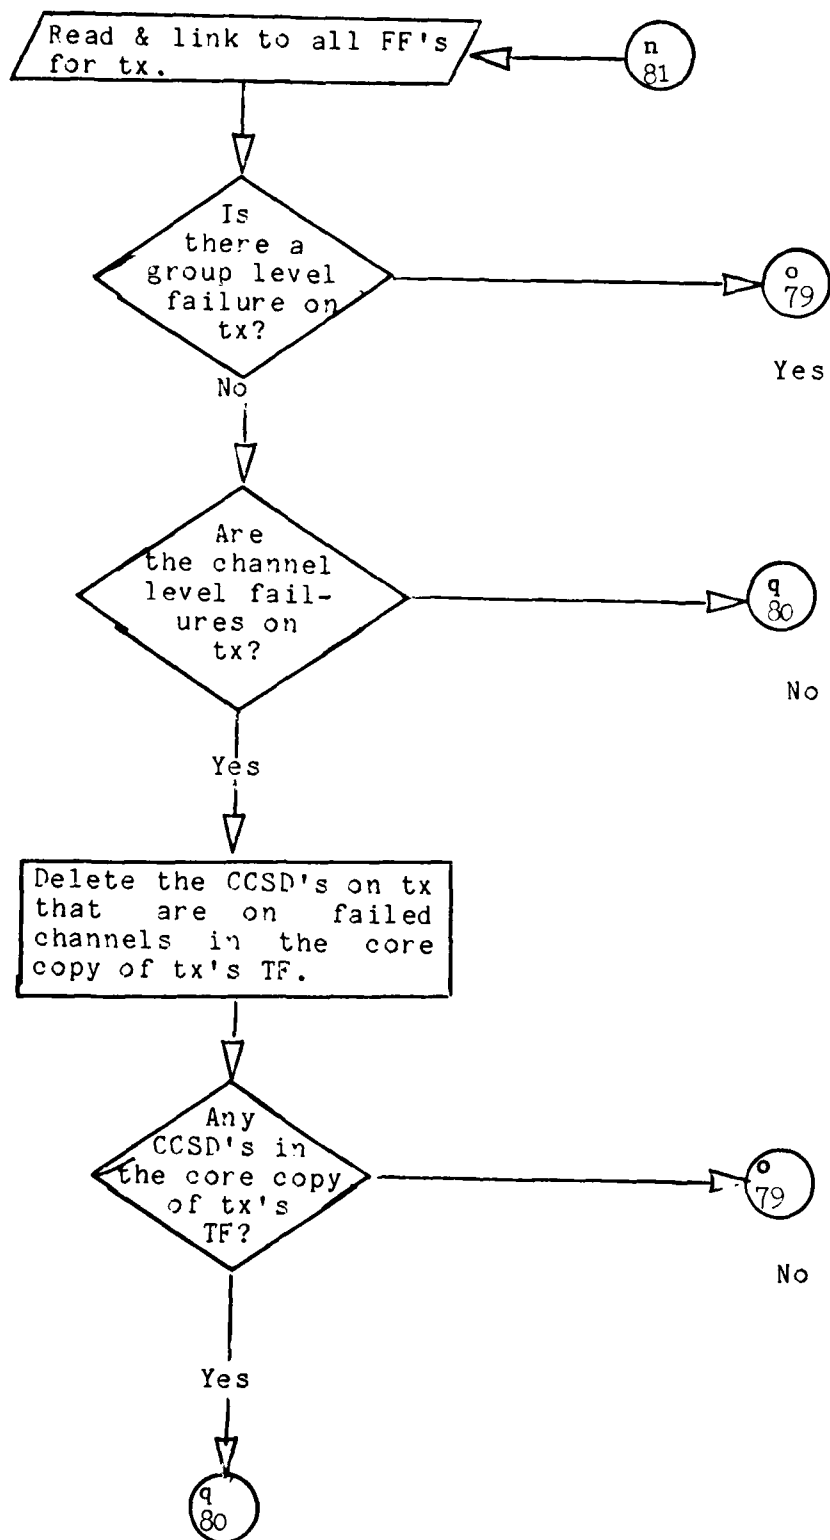 Read & link to all FF's
for tx.
n
81
Is
there a
group level
failure on
tx?
o
79
Yes
No
Are
the channel
level fail-
ures on
tx?
q
80
No
Yes
Delete the CCSD's on tx
that are on failed
channels in the core
copy of tx's TF.
Any
CCSD's in
the core copy
of tx's
TF?
o
79
No
Yes
q
80